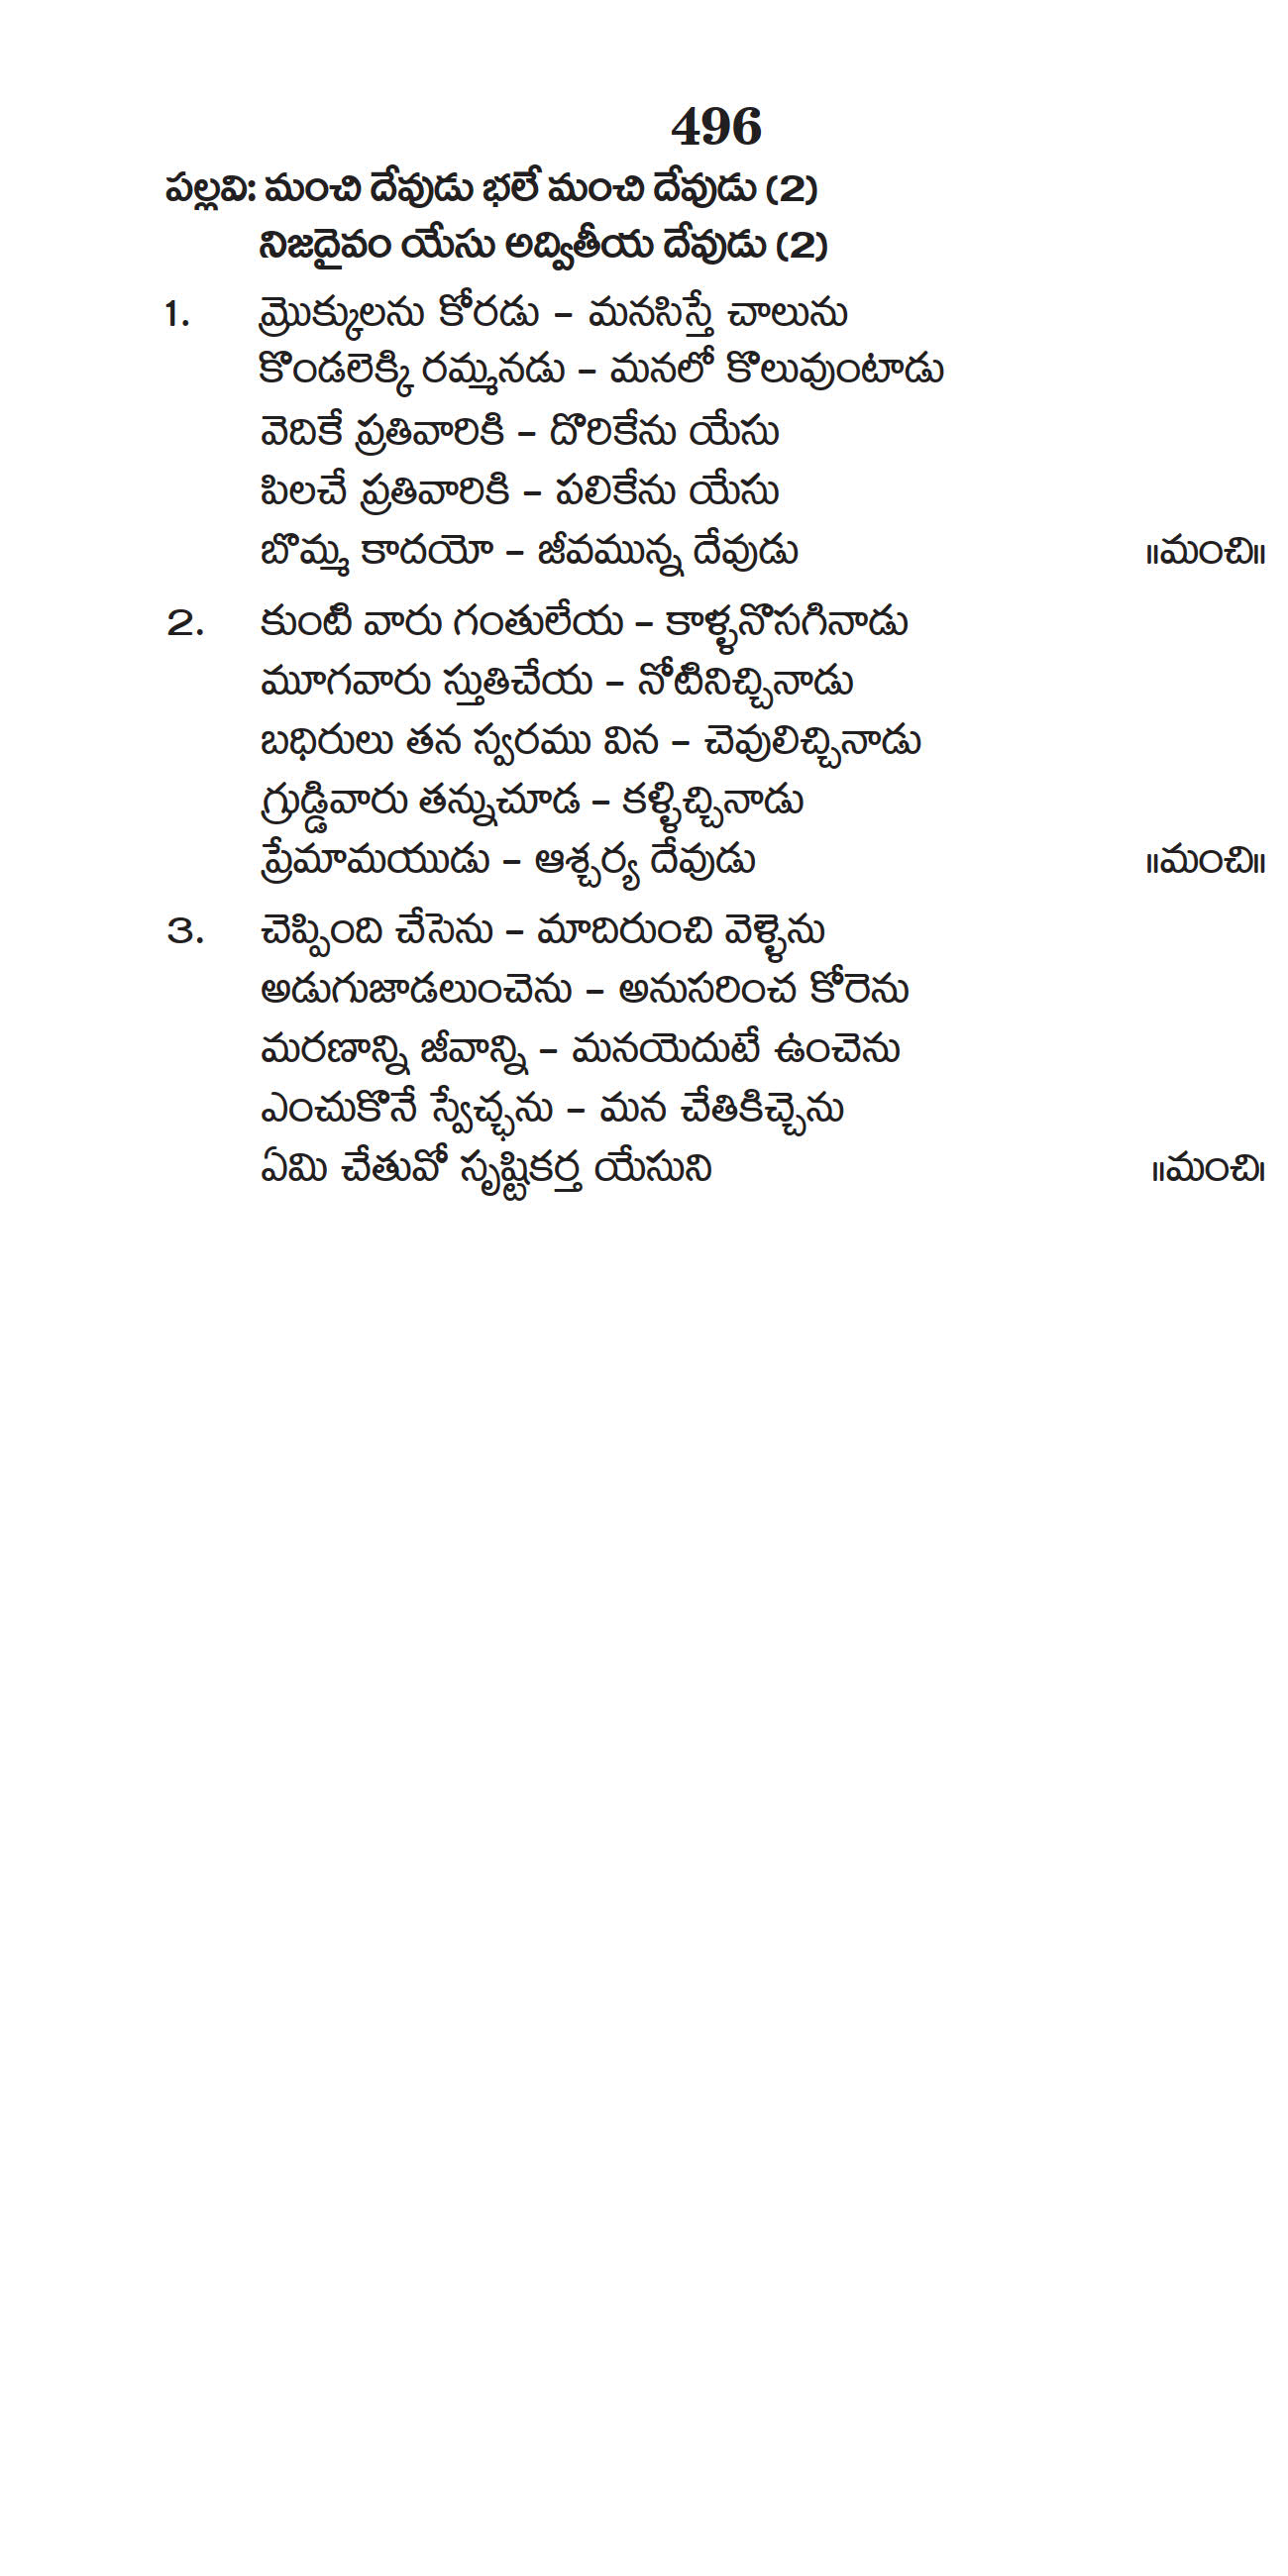 496
పల్లవి: మంచి దేవుడు భలే మంచి దేవుడు (2)
నిజదైవం యేసు అద్వితీయ దేవుడు (2)
1. మ్రొక్కులను కోరడు – మనసిస్తే చాలును
కొండలెక్కి రమ్మనడు – మనలో కొలువుంటాడు
వెదికే ప్రతివారికి – దొరికేను యేసు
పిలచే ప్రతివారికి – పలికేను యేసు
బొమ్మ కాదయో – జీవమున్న దేవుడు ॥మంచి॥
2. కుంటి వారు గంతులేయ – కాళ్ళనొసగినాడు
మూగవారు స్తుతిచేయ – నోటినిచ్చినాడు
బధిరులు తన స్వరము విన – చెవులిచ్చినాడు
గ్రుడ్డివారు తన్నుచూడ – కళ్ళిచ్చినాడు
ప్రేమామయుడు – ఆశ్చర్య దేవుడు ॥మంచి॥
3. చెప్పింది చేసెను – మాదిరుంచి వెళ్ళెను
అడుగుజాడలుంచెను – అనుసరించ కోరెను
మరణాన్ని జీవాన్ని – మనయెదుటే ఉంచెను
ఎంచుకొనే స్వేచ్ఛను – మన చేతికిచ్చెను
ఏమి చేతువో సృష్టికర్త యేసుని ॥మంచి।